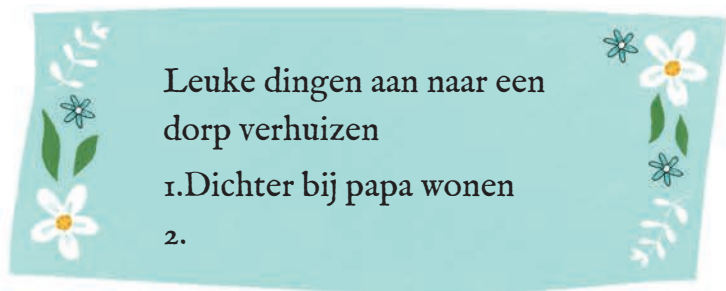 Leuke dingen aan naar een
dorp verhuizen
1.Dichter bij papa wonen
2.